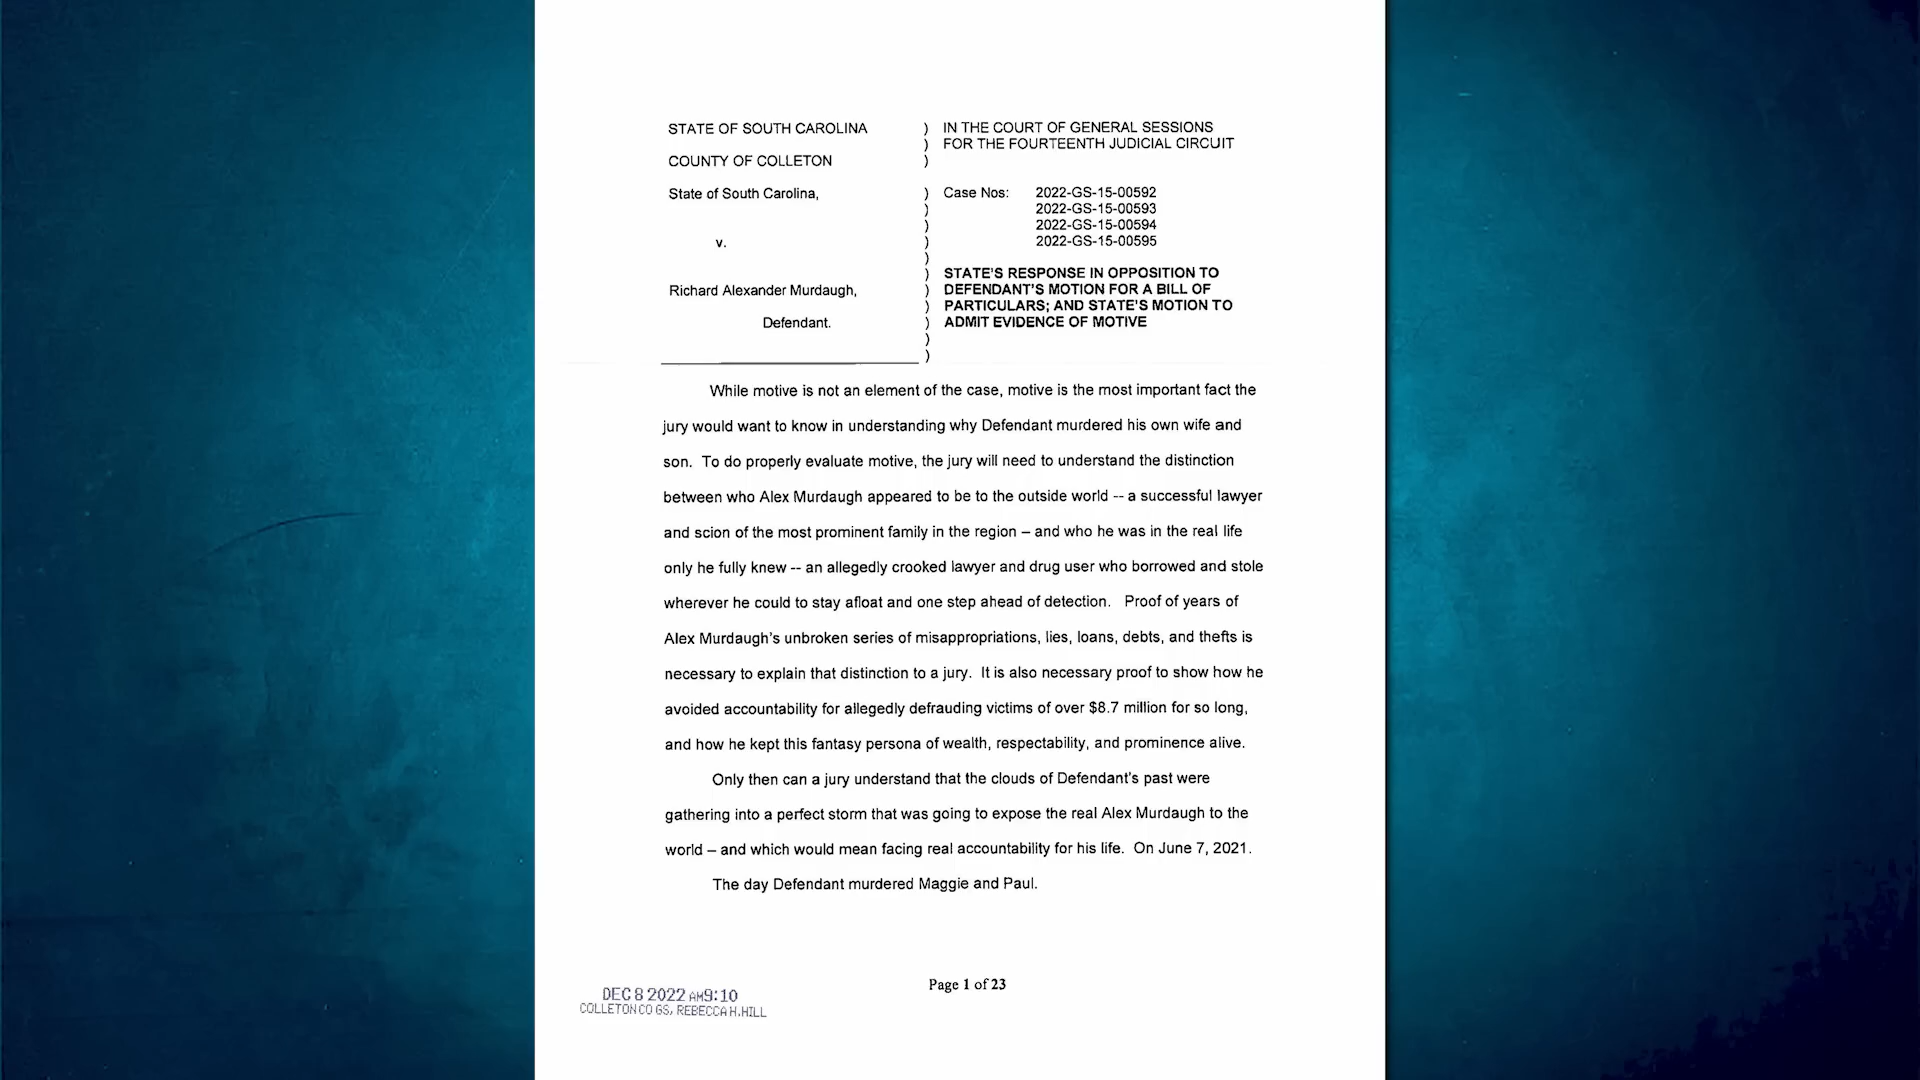 STATE OF SOUTH CAROLINA
COUNTY OF COLLETON
State of South Carolina,
v.
Richard Alexander Murdaugh,
Defendant.
)
)
)
)
)
)
)
)
)
)
)
)
)
)
IN THE COURT OF GENERAL SESSIONS
FOR THE FOURTEENTH JUDICIAL CIRCUIT
Case Nos: 2022-GS-15-00592
2022-GS-15-00593
2022-GS-15-00594
2022-GS-15-00595
STATE'S RESPONSE IN OPPOSITION TO
DEFENDANT'S MOTION FOR A BILL OF
PARTICULARS; AND STATE'S MOTION TO
ADMIT EVIDENCE OF MOTIVE
While motive is not an element of the case, motive is the most important fact the
jury would want to know in understanding why Defendant murdered his own wife and
son. To do properly evaluate motive, the jury will need to understand the distinction
between who Alex Murdaugh appeared to be to the outside world -- a successful lawyer
and scion of the most prominent family in the region – and who he was in the real life
only he fully knew -- an allegedly crooked lawyer and drug user who borrowed and stole
wherever he could to stay afloat and one step ahead of detection. Proof of years of
Alex Murdaugh's unbroken series of misappropriations, lies, loans, debts, and thefts is
necessary to explain that distinction to a jury. It is also necessary proof to show how he
avoided accountability for allegedly defrauding victims of over $8.7 million for so long,
and how he kept this fantasy persona of wealth, respectability, and prominence alive.
Only then can a jury understand that the clouds of Defendant's past were
gathering into a perfect storm that was going to expose the real Alex Murdaugh to the
world – and which would mean facing real accountability for his life. On June 7, 2021.
The day Defendant murdered Maggie and Paul.
Page 1 of 23
DEC 8 2022 AM9:10
COLLETON CO GS, REBECCA H.HILL